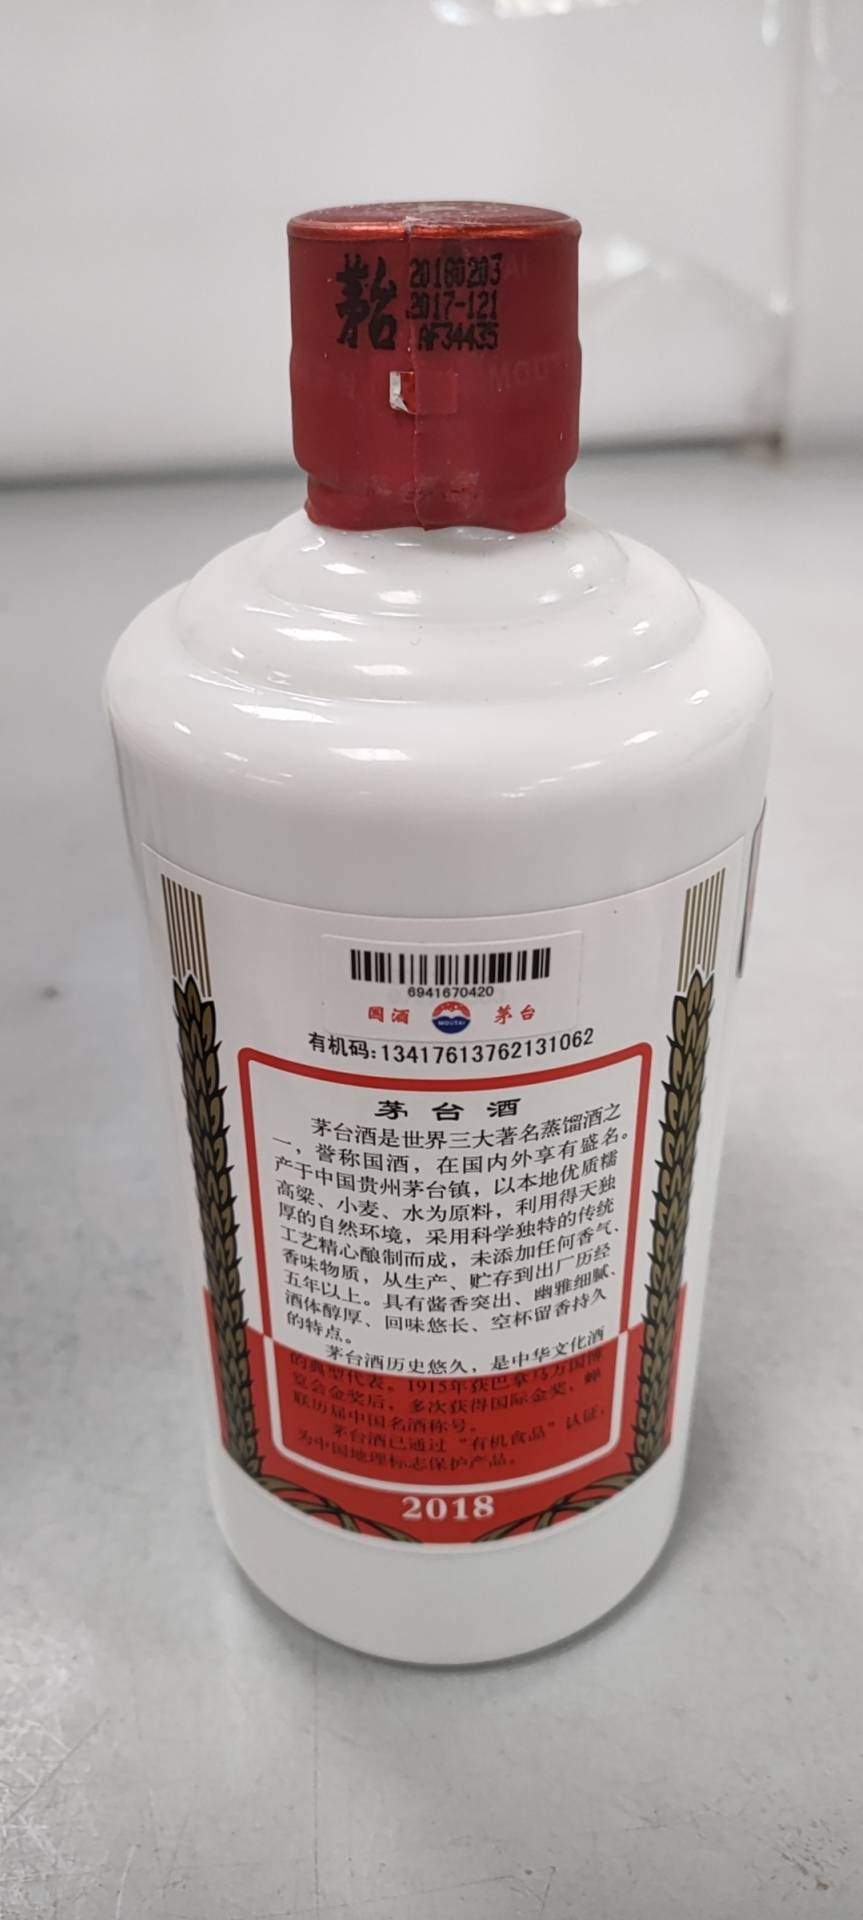 茅台
20180203
2017-121
AF34435
6941670420
国酒
MOUTAI
茅台
有机码:13417613762131062
茅台酒
茅台酒是世界三大著名蒸馏酒之
一，誉称国酒，在国内外享有盛名。
产于中国贵州茅台镇，以本地优质糯
高粱、小麦、水为原料，利用得天独
厚的自然环境，采用科学独特的传统
工艺精心酿制而成，未添加任何香气、
香味物质，从生产、贮存到出厂历经
五年以上。具有酱香突出、幽雅细腻、
酒体醇厚、回味悠长、空杯留香持久
的特点。
茅台酒历史悠久，是中华文化酒
的典型代表。1915年获巴拿马万国博
览会金奖后，多次获得国际金奖，蝉
联历届中国名酒称号。
茅台酒已通过“有机食品”认证，
为中国地理标志保护产品。
2018